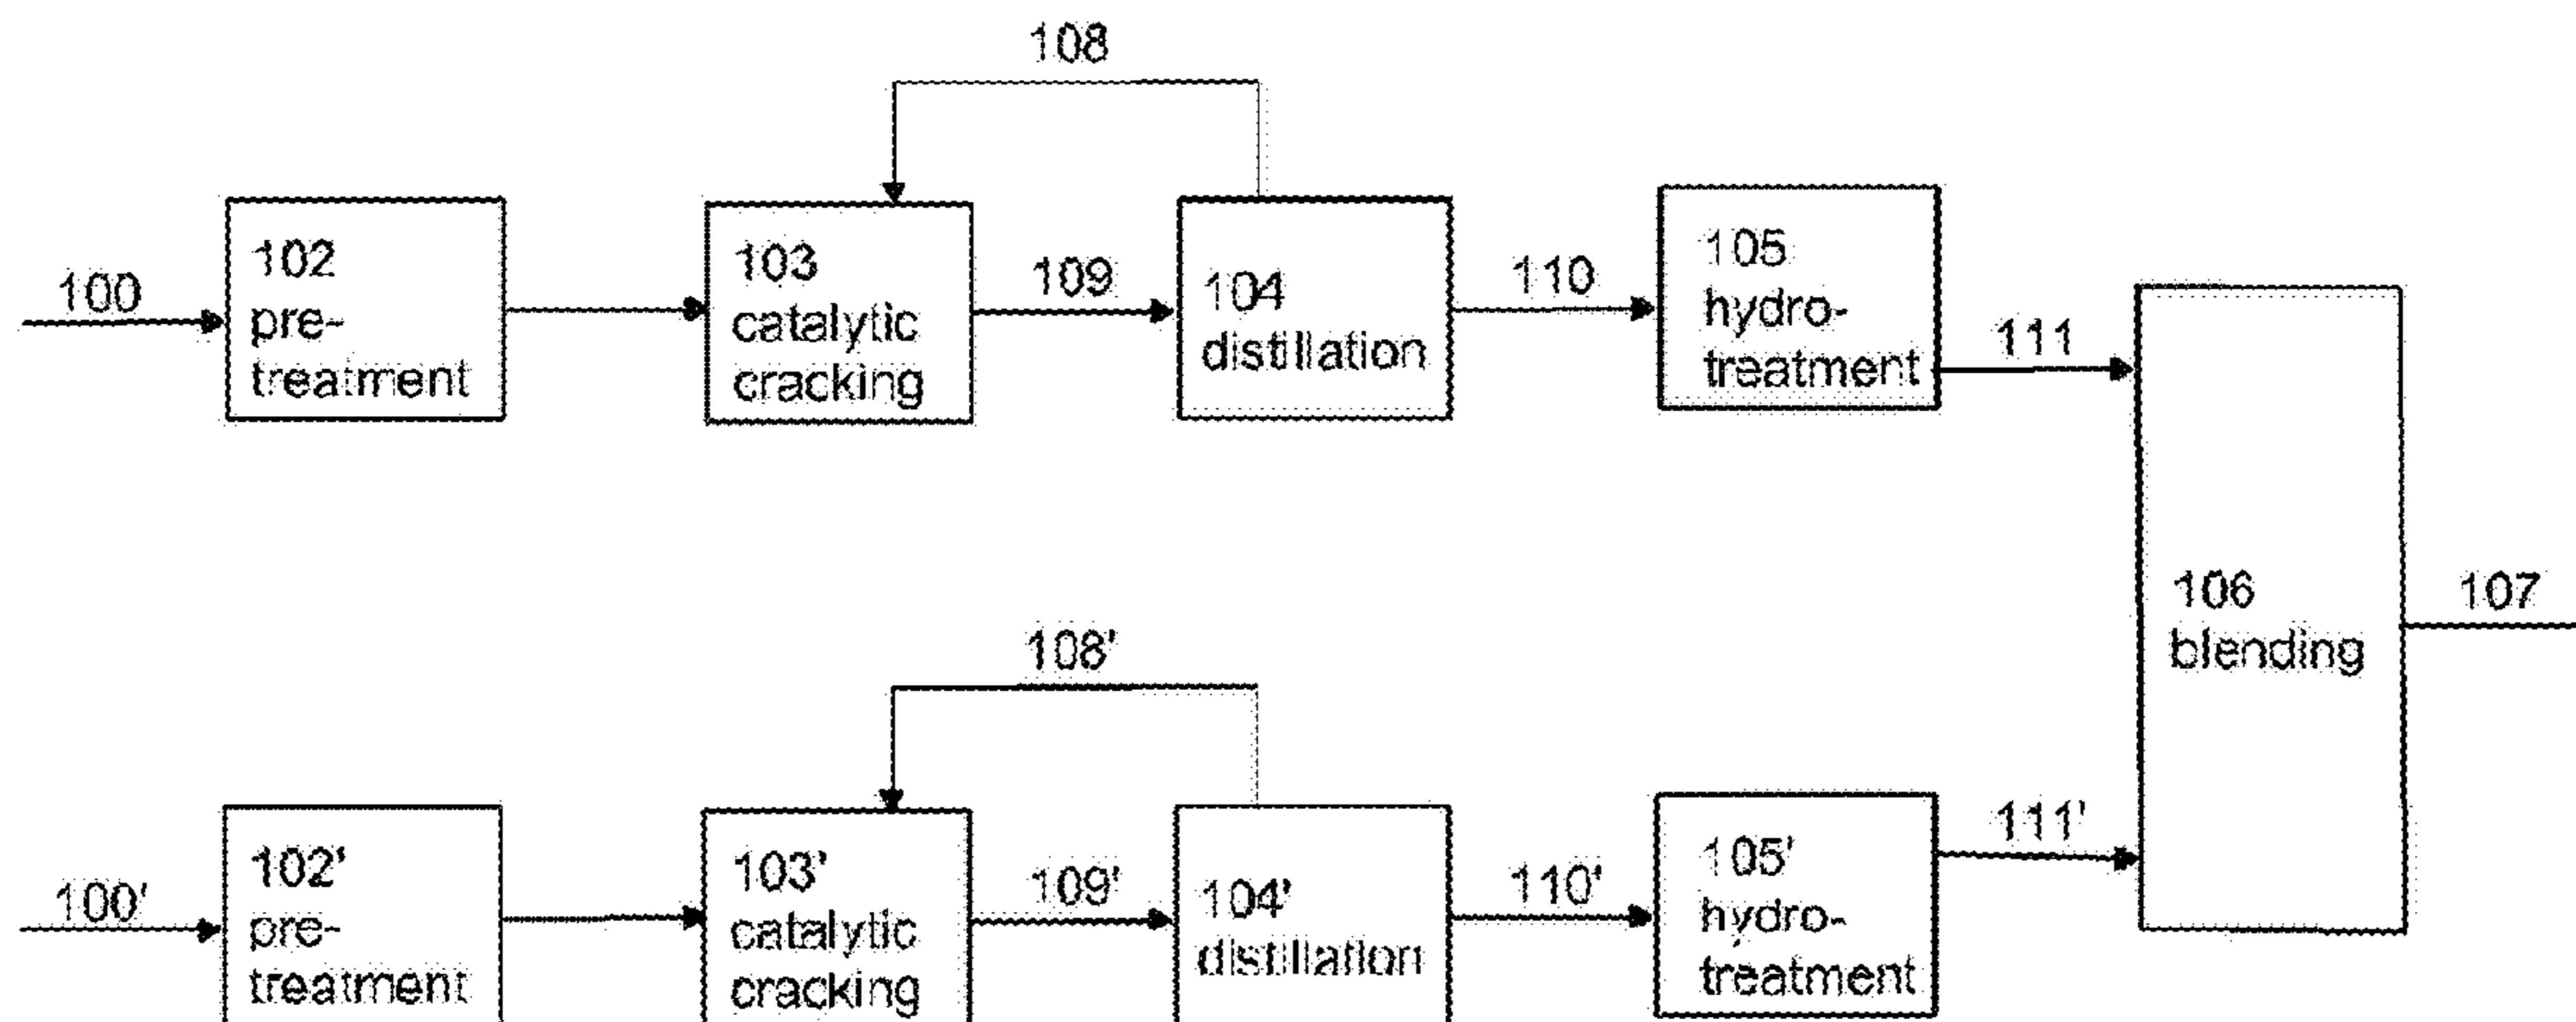 108
100
102
pre-
treatment
103
catalytic
cracking
109
104
distillation
110
105
hydro-
treatment
111
106
blending
107
108'
100'
102'
pre-
treatment
103'
catalytic
cracking
109'
104'
distillation
110'
105'
hydro-
treatment
111'